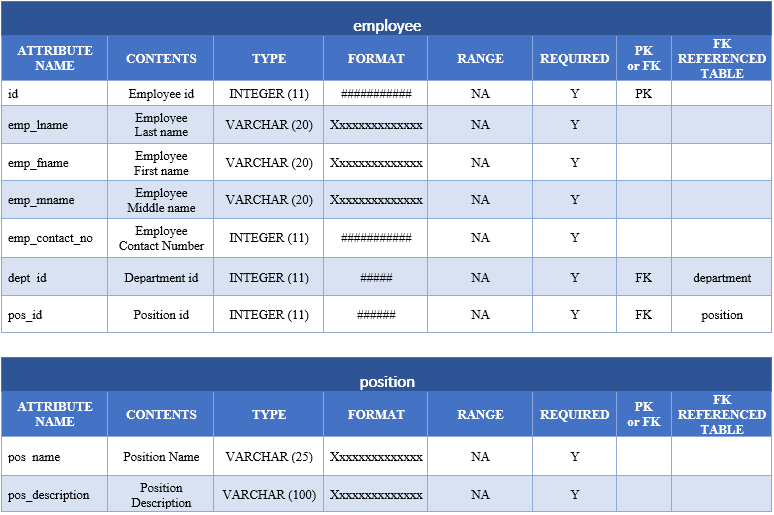 employee
ATTRIBUTE NAME CONTENTS TYPE FORMAT RANGE REQUIRED PK or FK FK REFERENCED TABLE
id Employee id INTEGER (11) ########### NA Y PK
emp_lname Employee Last name VARCHAR (20) Xxxxxxxxxxxxxx NA Y
emp_fname Employee First name VARCHAR (20) Xxxxxxxxxxxxxx NA Y
emp_mname Employee Middle name VARCHAR (20) Xxxxxxxxxxxxxx NA Y
emp_contact_no Employee Contact Number INTEGER (11) ########### NA Y
dept_id Department id INTEGER (11) ##### NA Y FK department
pos_id Position id INTEGER (11) ###### NA Y FK position
position
ATTRIBUTE NAME CONTENTS TYPE FORMAT RANGE REQUIRED PK or FK FK REFERENCED TABLE
pos_name Position Name VARCHAR (25) Xxxxxxxxxxxxxx NA Y
pos_description Position Description VARCHAR (100) Xxxxxxxxxxxxxx NA Y